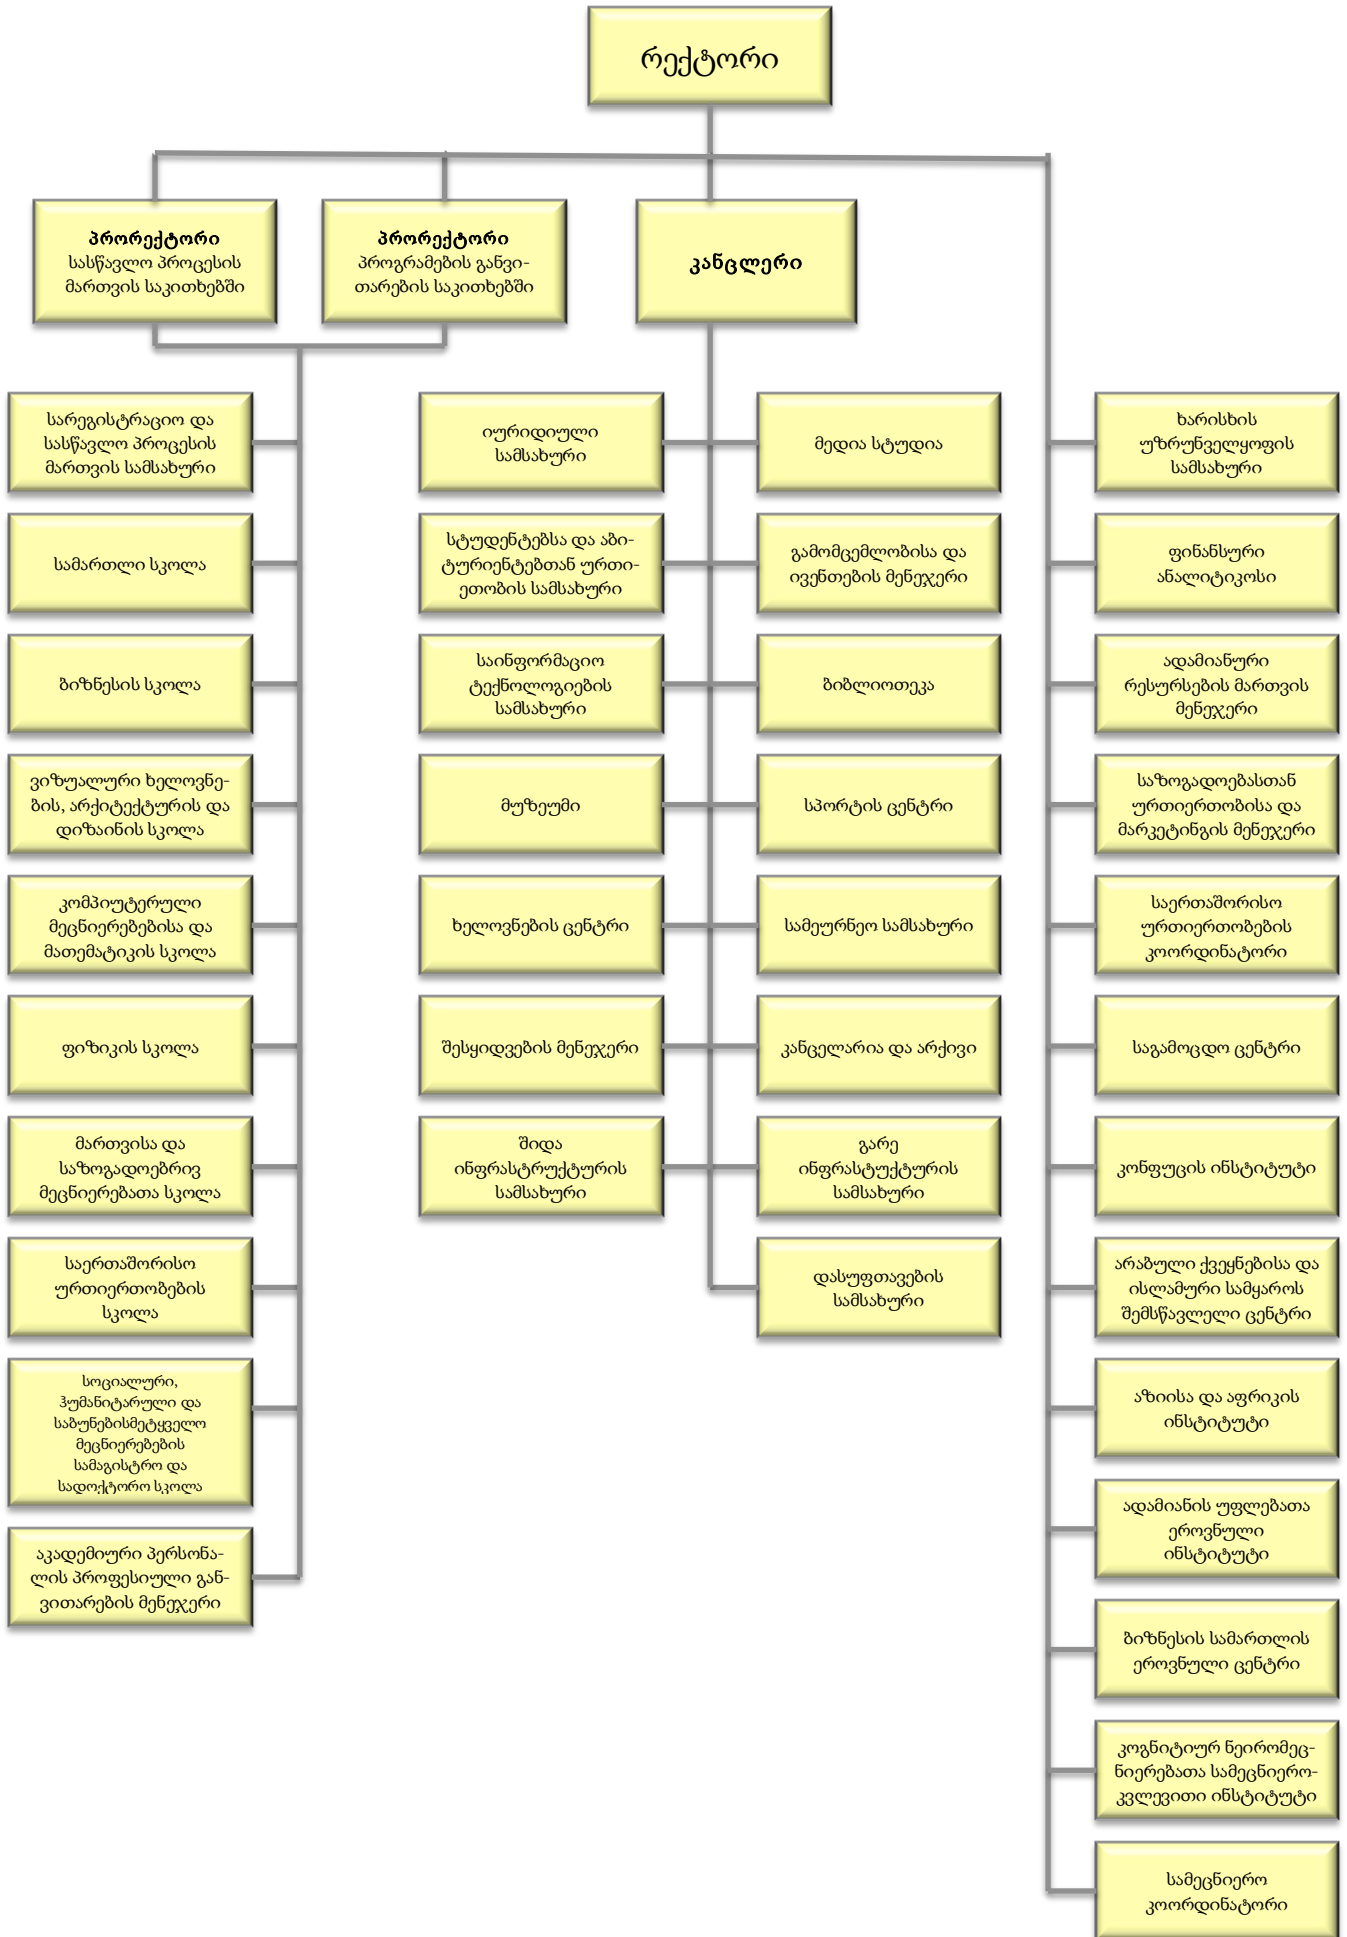 რექტორი
პრორექტორი
სასწავლო პროცესის
მართვის საკითხებში
პრორექტორი
პროგრამების განვი-
თარების საკითხებში
კანცლერი
სარეგისტრაციო და
სასწავლო პროცესის
მართვის სამსახური
სამართლი სკოლა
ბიზნესის სკოლა
ვიზუალური ხელოვნე-
ბის, არქიტექტურის და
დიზაინის სკოლა
კომპიუტერული
მეცნიერებებისა და
მათემატიკის სკოლა
ფიზიკის სკოლა
მართვისა და
საზოგადოებრივ
მეცნიერებათა სკოლა
საერთაშორისო
ურთიერთობების
სკოლა
სოციალური,
ჰუმანიტარული და
საბუნებისმეტყველო
მეცნიერებების
სამაგისტრო და
სადოქტორო სკოლა
აკადემიური პერსონა-
ლის პროფესიული გან-
ვითარების მენეჯერი
იურიდიული
სამსახური
სტუდენტებსა და აბი-
ტურიენტებთან ურთი-
ეთობის სამსახური
საინფორმაციო
ტექნოლოგიების
სამსახური
მუზეუმი
ხელოვნების ცენტრი
შესყიდვების მენეჯერი
შიდა
ინფრასტრუქტურის
სამსახური
მედია სტუდია
გამომცემლობისა და
ივენთების მენეჯერი
ბიბლიოთეკა
სპორტის ცენტრი
სამეურნეო სამსახური
კანცელარია და არქივი
გარე
ინფრასტუქტურის
სამსახური
დასუფთავების
სამსახური
ხარისხის
უზრუნველყოფის
სამსახური
ფინანსური
ანალიტიკოსი
ადამიანური
რესურსების მართვის
მენეჯერი
საზოგადოებასთან
ურთიერთობისა და
მარკეტინგის მენეჯერი
საერთაშორისო
ურთიერთობების
კოორდინატორი
საგამოცდო ცენტრი
კონფუცის ინსტიტუტი
არაბული ქვეყნებისა და
ისლამური სამყაროს
შემსწავლელი ცენტრი
აზიისა და აფრიკის
ინსტიტუტი
ადამიანის უფლებათა
ეროვნული
ინსტიტუტი
ბიზნესის სამართლის
ეროვნული ცენტრი
კოგნიტიურ ნეირომეც-
ნიერებათა სამეცნიერო-
კვლევითი ინსტიტუტი
სამეცნიერო
კოორდინატორი